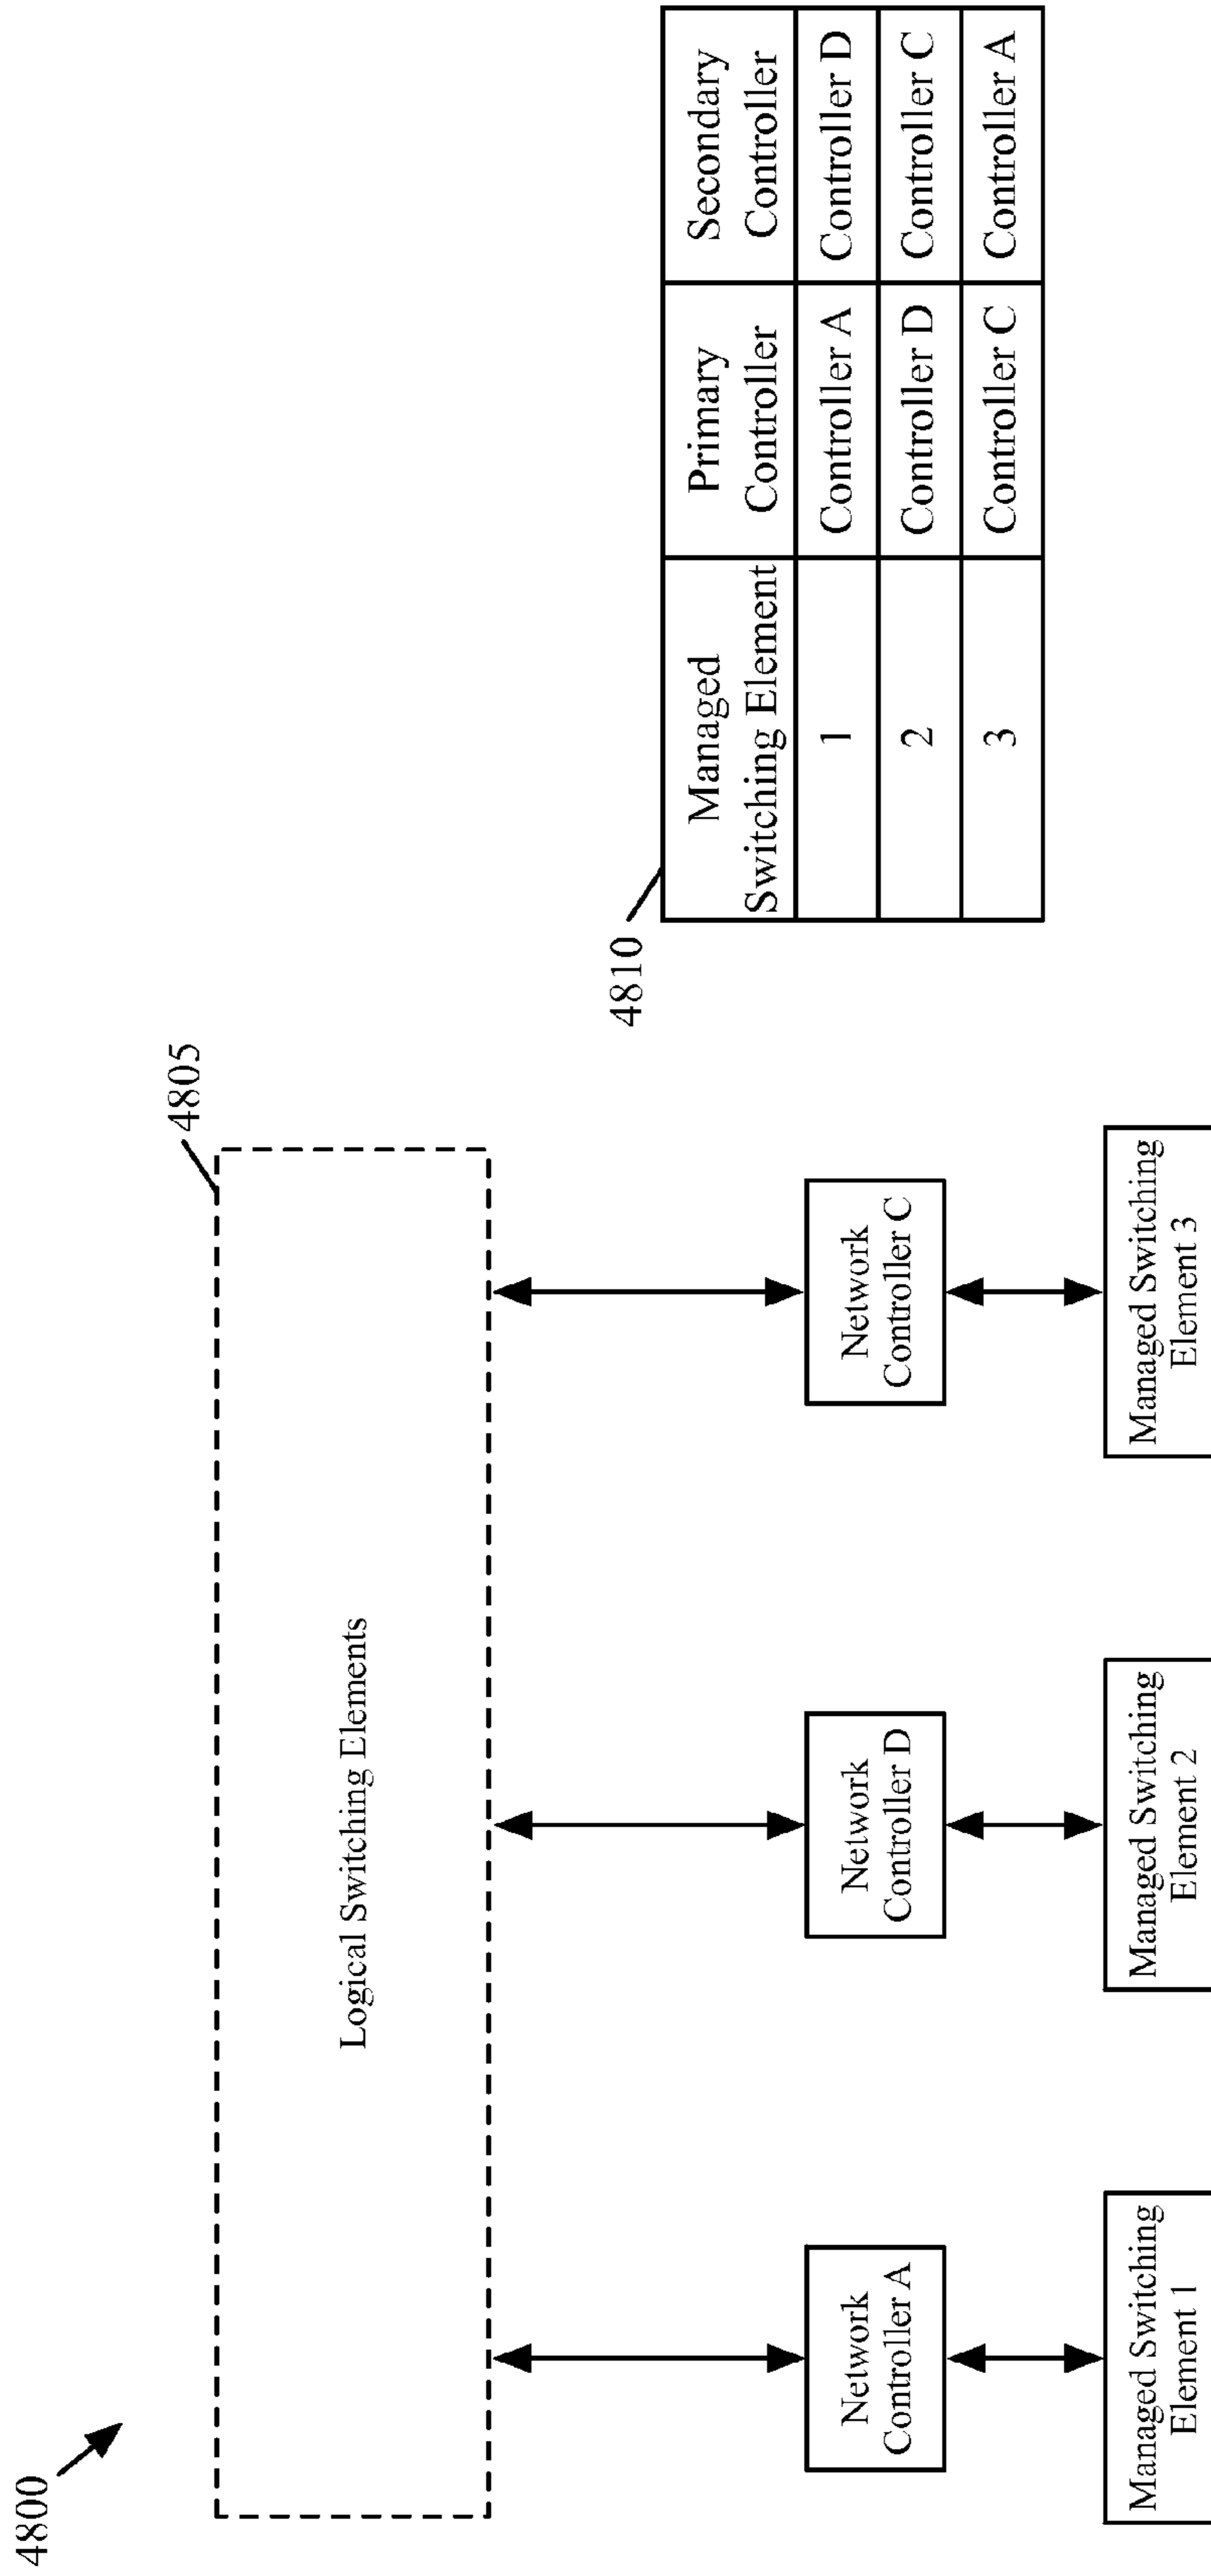 4800
4805
Logical Switching Elements
Network
Controller A
Network
Controller D
Network
Controller C
Managed Switching
Element 1
Managed Switching
Element 2
Managed Switching
Element 3
4810
Managed
Switching Element
Primary
Controller
Secondary
Controller
1
Controller A
Controller D
2
Controller D
Controller C
3
Controller C
Controller A